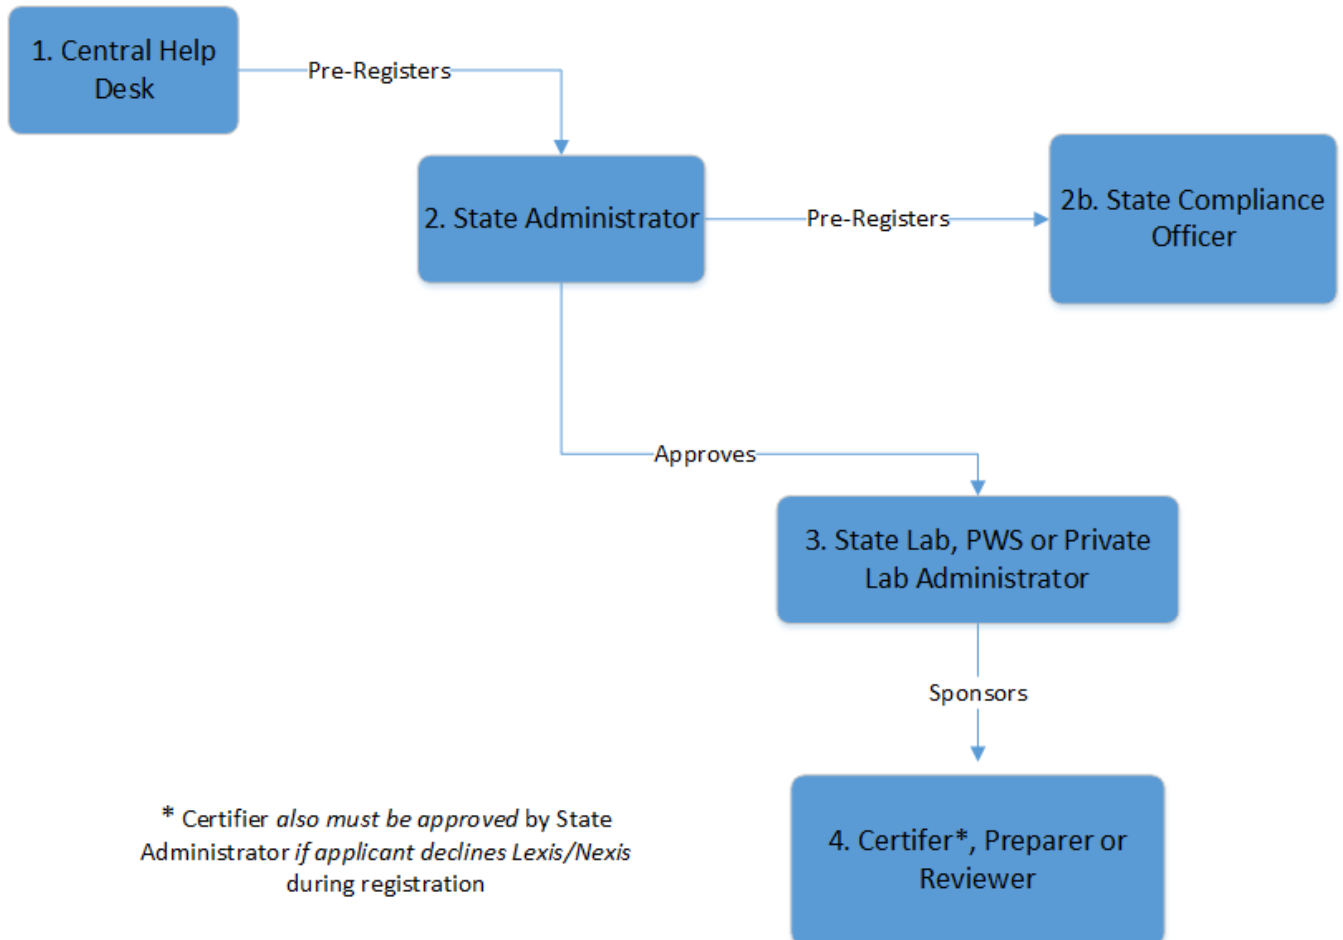 1. Central Help
Desk
Pre-Registers
2. State Administrator
Pre-Registers
2b. State Compliance
Officer
Approves
3. State Lab, PWS or Private
Lab Administrator
Sponsors
4. Certifer*, Preparer or
Reviewer
* Certifier also must be approved by State
Administrator if applicant declines Lexis/Nexis
during registration